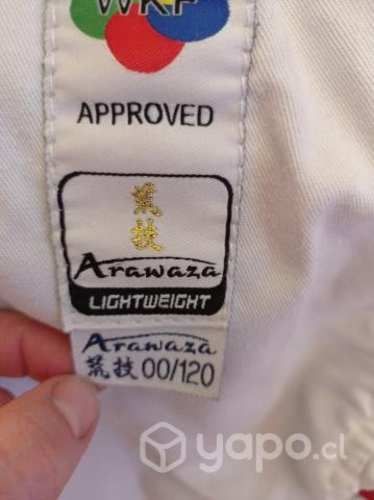 WKF
APPROVED
荒
技
Arawaza
LIGHTWEIGHT
Arawaza
荒技 00/120
yapo.cl